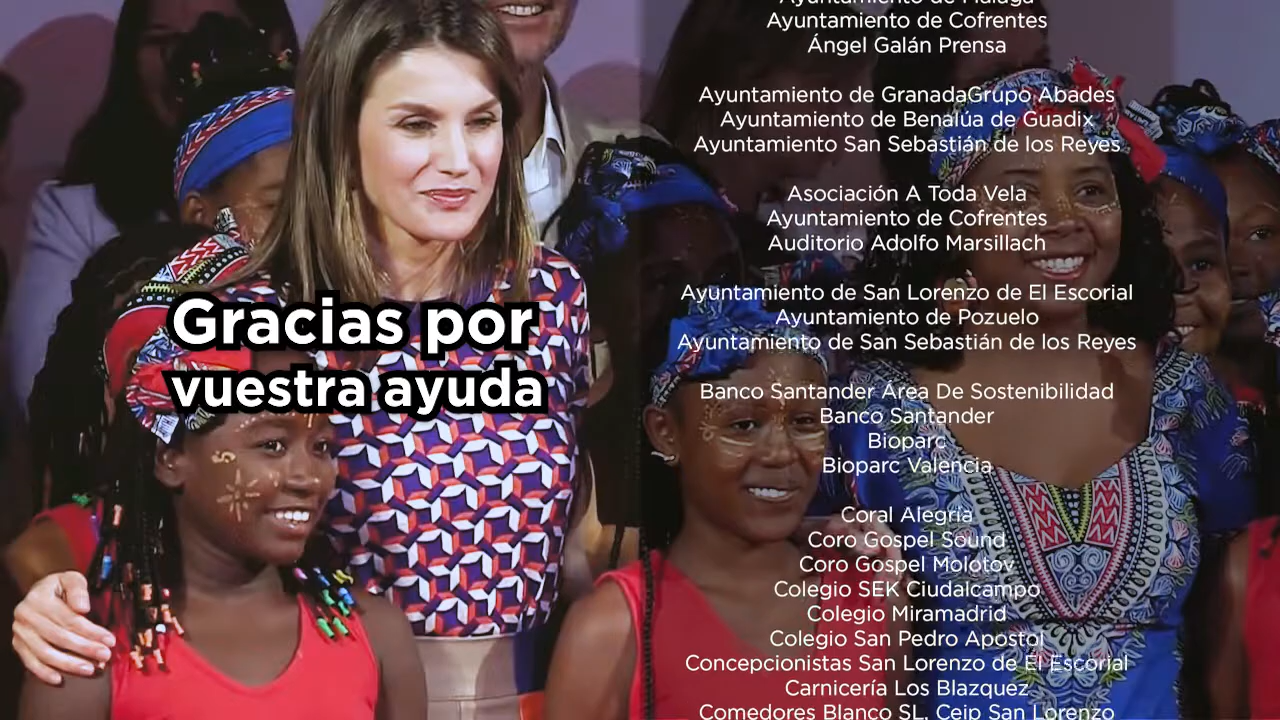 Gracias por
vuestra ayuda
Ayuntamiento de Málaga
Ayuntamiento de Cofrentes
Ángel Galán Prensa
Ayuntamiento de GranadaGrupo Abades
Ayuntamiento de Benalúa de Guadix
Ayuntamiento San Sebastián de los Reyes
Asociación A Toda Vela
Ayuntamiento de Cofrentes
Auditorio Adolfo Marsillach
Ayuntamiento de San Lorenzo de El Escorial
Ayuntamiento de Pozuelo
Ayuntamiento de San Sebastián de los Reyes
Banco Santander Área De Sostenibilidad
Banco Santander
Bioparc
Bioparc Valencia
Coral Alegría
Coro Gospel Sound
Coro Gospel Molotov
Colegio SEK Ciudalcampo
Colegio Miramadrid
Colegio San Pedro Apostol
Concepcionistas San Lorenzo de El Escorial
Carnicería Los Blazquez
Comedores Blanco SL, Ceip San Lorenzo